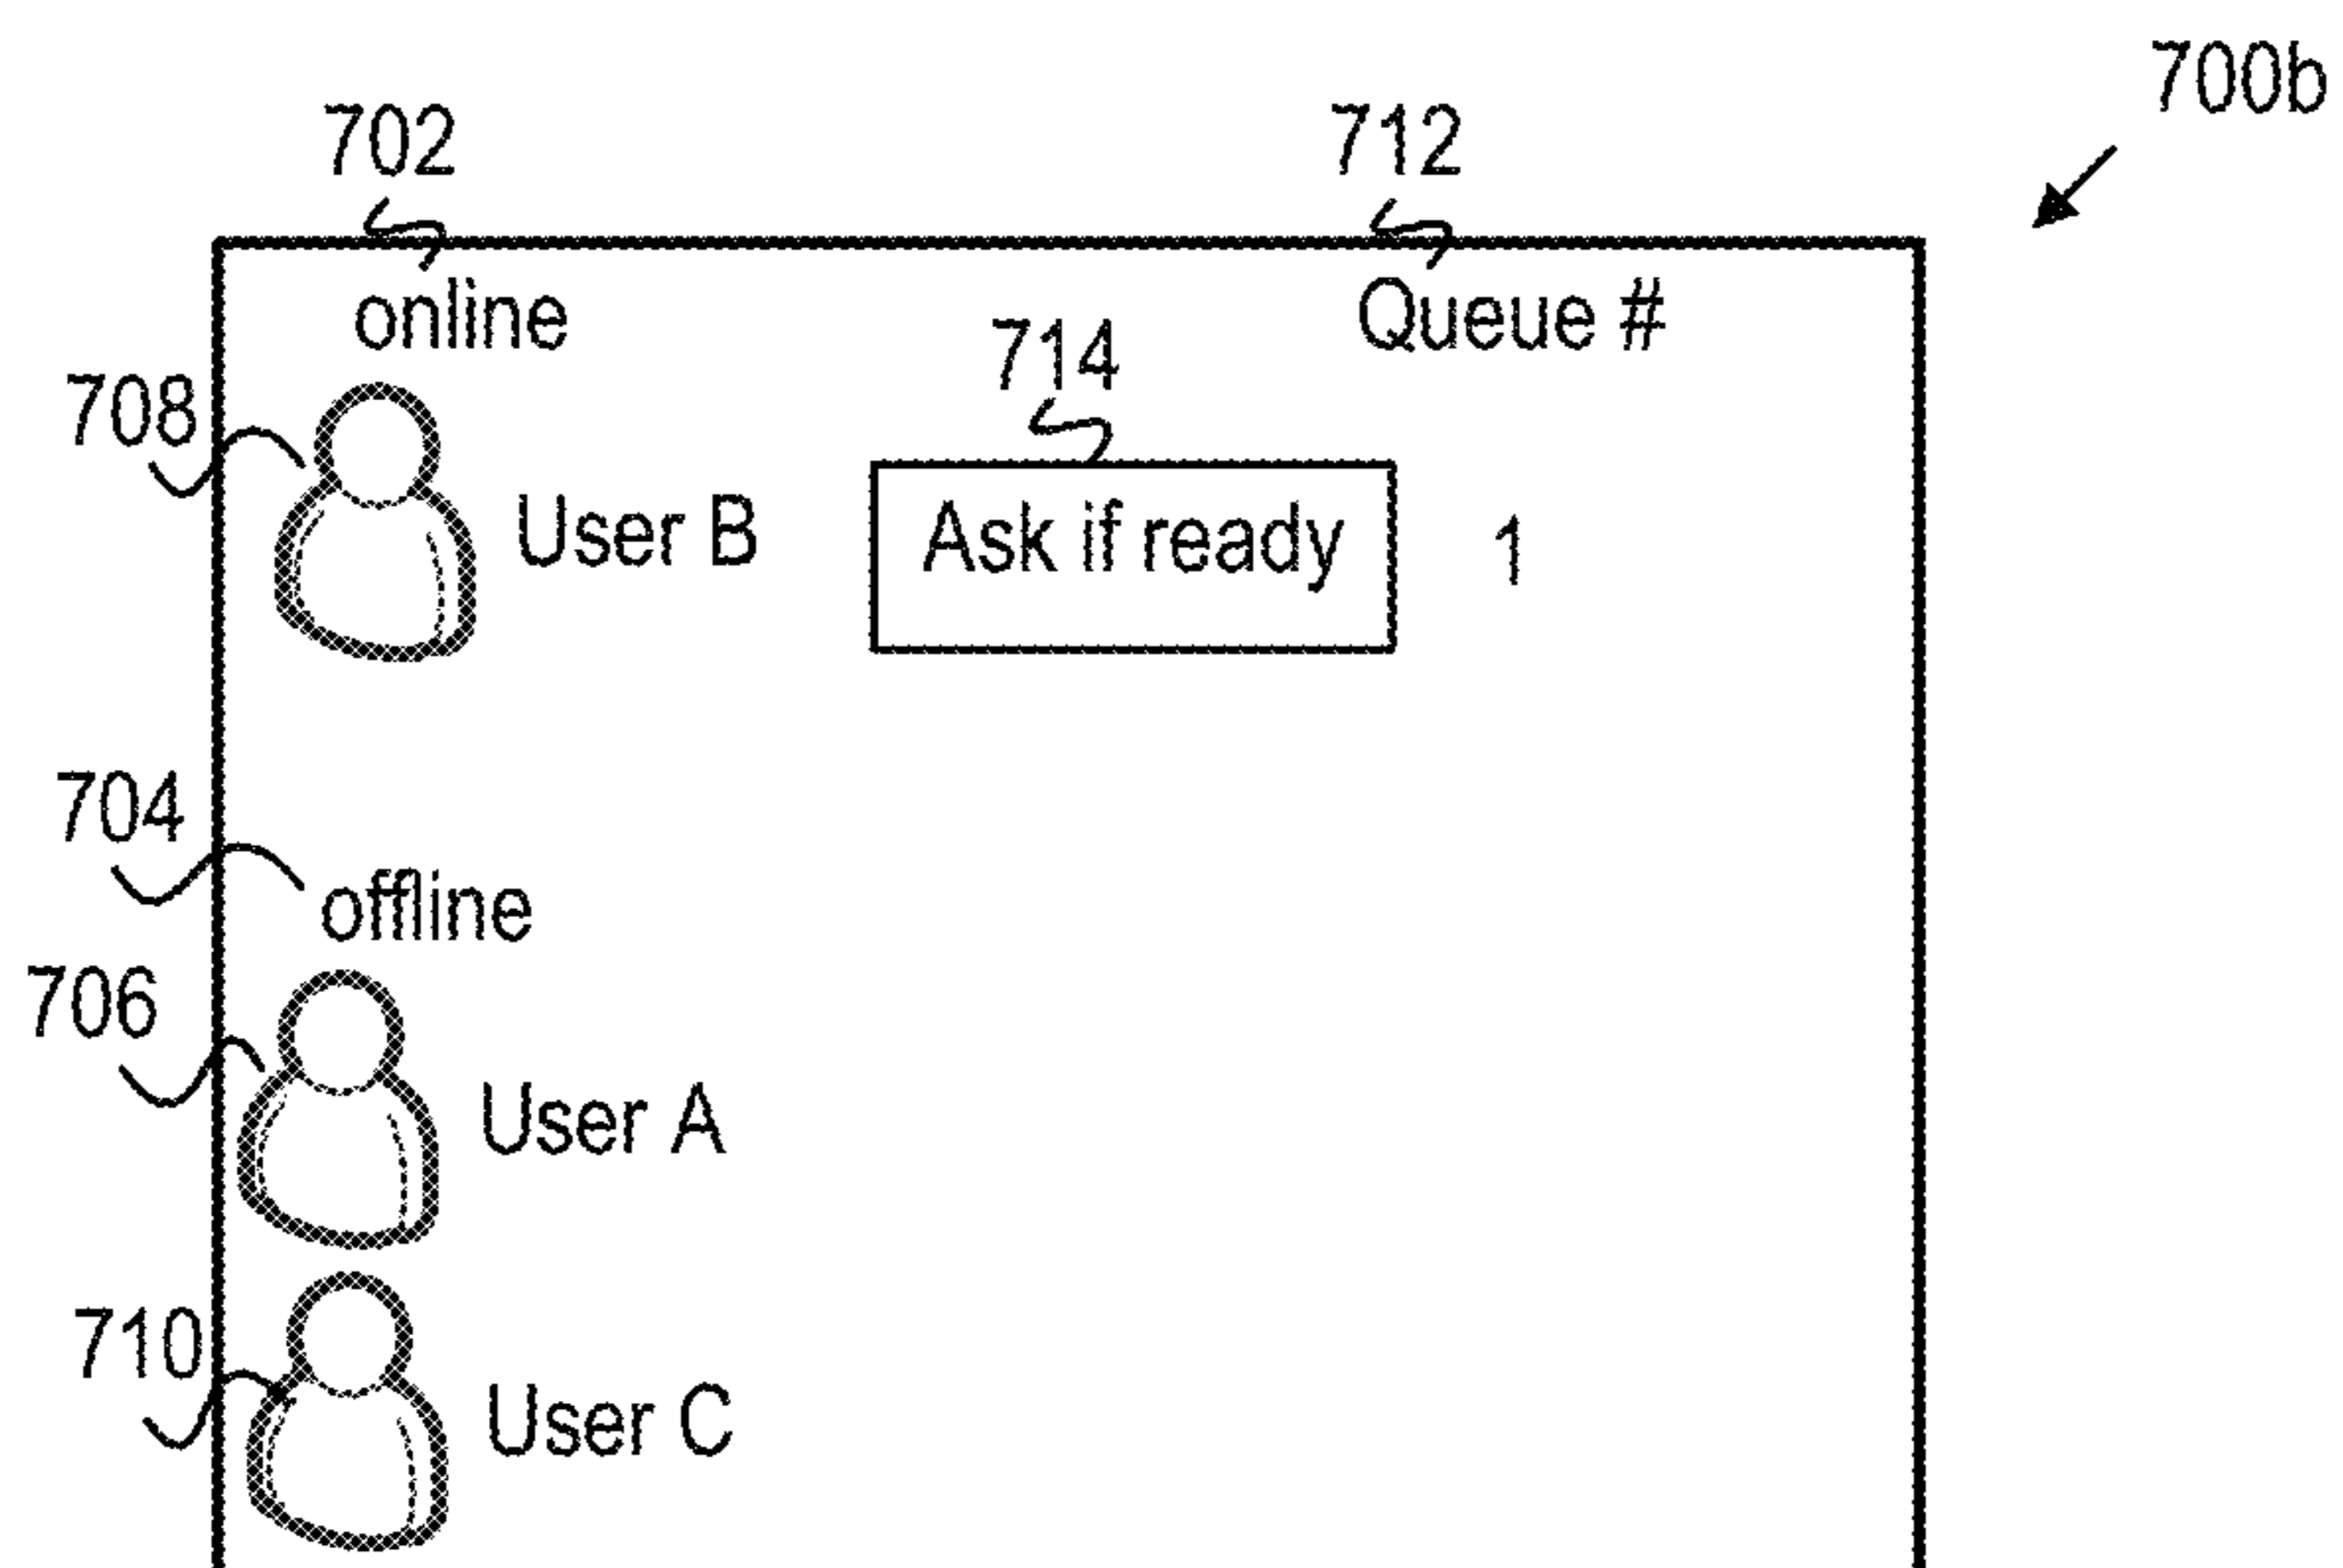 700b
702
712
online
Queue #
714
708
User B
Ask if ready
1
704
offline
706
User A
710
User C